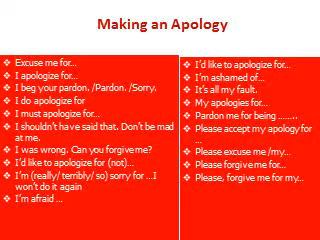 Making an Apology
❖ Excuse me for...
❖ I apologize for...
❖ I beg your pardon. /Pardon. /Sorry.
❖ I do apologize for
❖ I must apologize for...
❖ I shouldn't have said that. Don't be mad
at me.
❖ I was wrong. Can you forgive me?
❖ I'd like to apologize for (not)...
❖ I'm (really/ terribly/ so) sorry for ...I
won't do it again
❖ I'm afraid ...
❖ I'd like to apologize for...
❖ I'm ashamed of...
❖ It's all my fault.
❖ My apologies for...
❖ Pardon me for being .......
❖ Please accept my apology for
...
❖ Please excuse me /my...
❖ Please forgive me for...
❖ Please, forgive me for my...